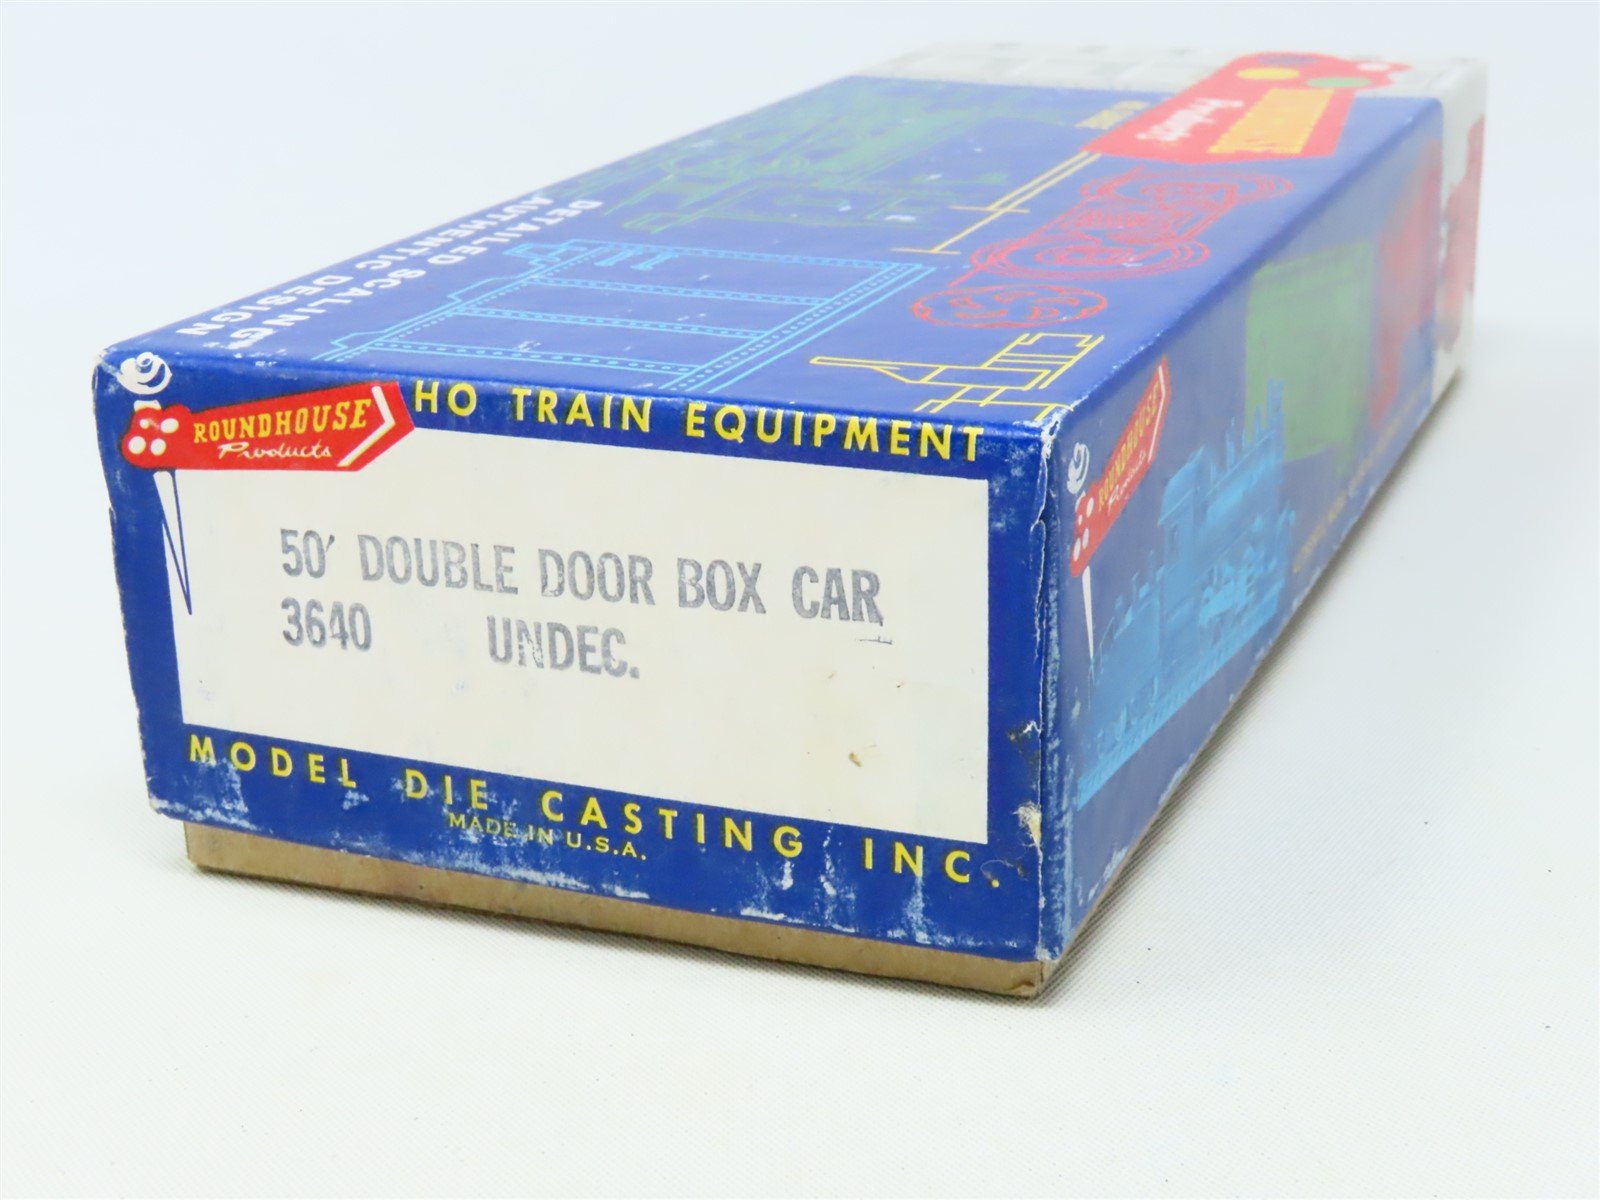 Products
DETAILED SCALING
AUTHENTIC DESIGN
ROUNDHOUSE
Products
HO TRAIN EQUIPMENT
50' DOUBLE DOOR BOX CAR
3640 UNDEC.
MODEL DIE CASTING INC.
MADE IN U.S.A.
ROUNDHOUSE
Products